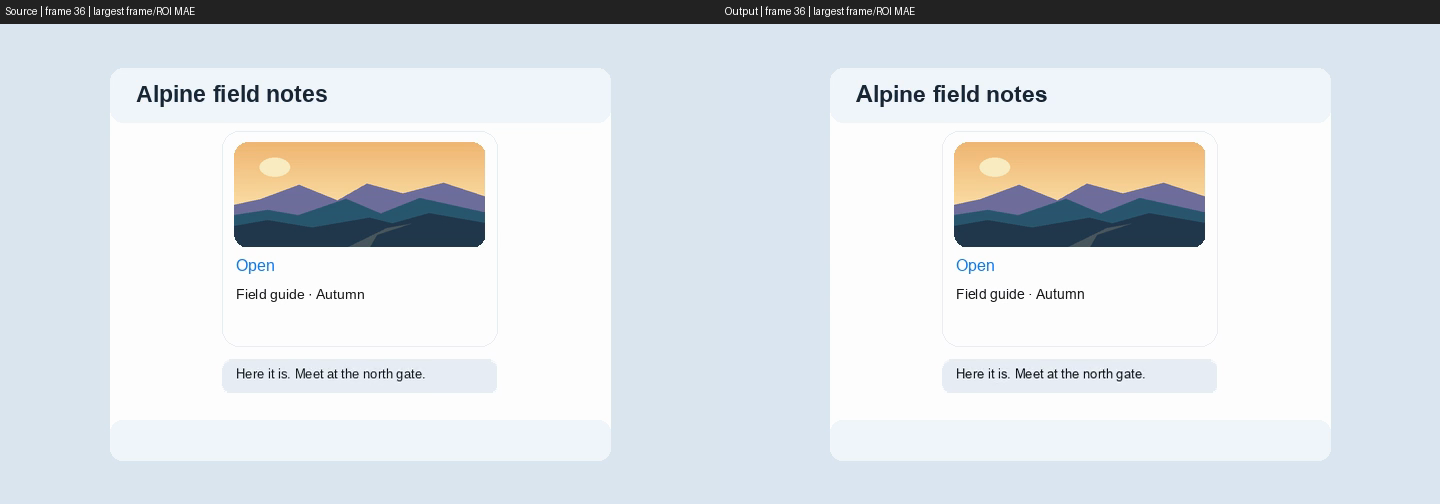 Source | frame 36 | largest frame/ROI MAE
Output | frame 36 | largest frame/ROI MAE
Alpine field notes
Open
Field guide · Autumn
Here it is. Meet at the north gate.
Alpine field notes
Open
Field guide · Autumn
Here it is. Meet at the north gate.